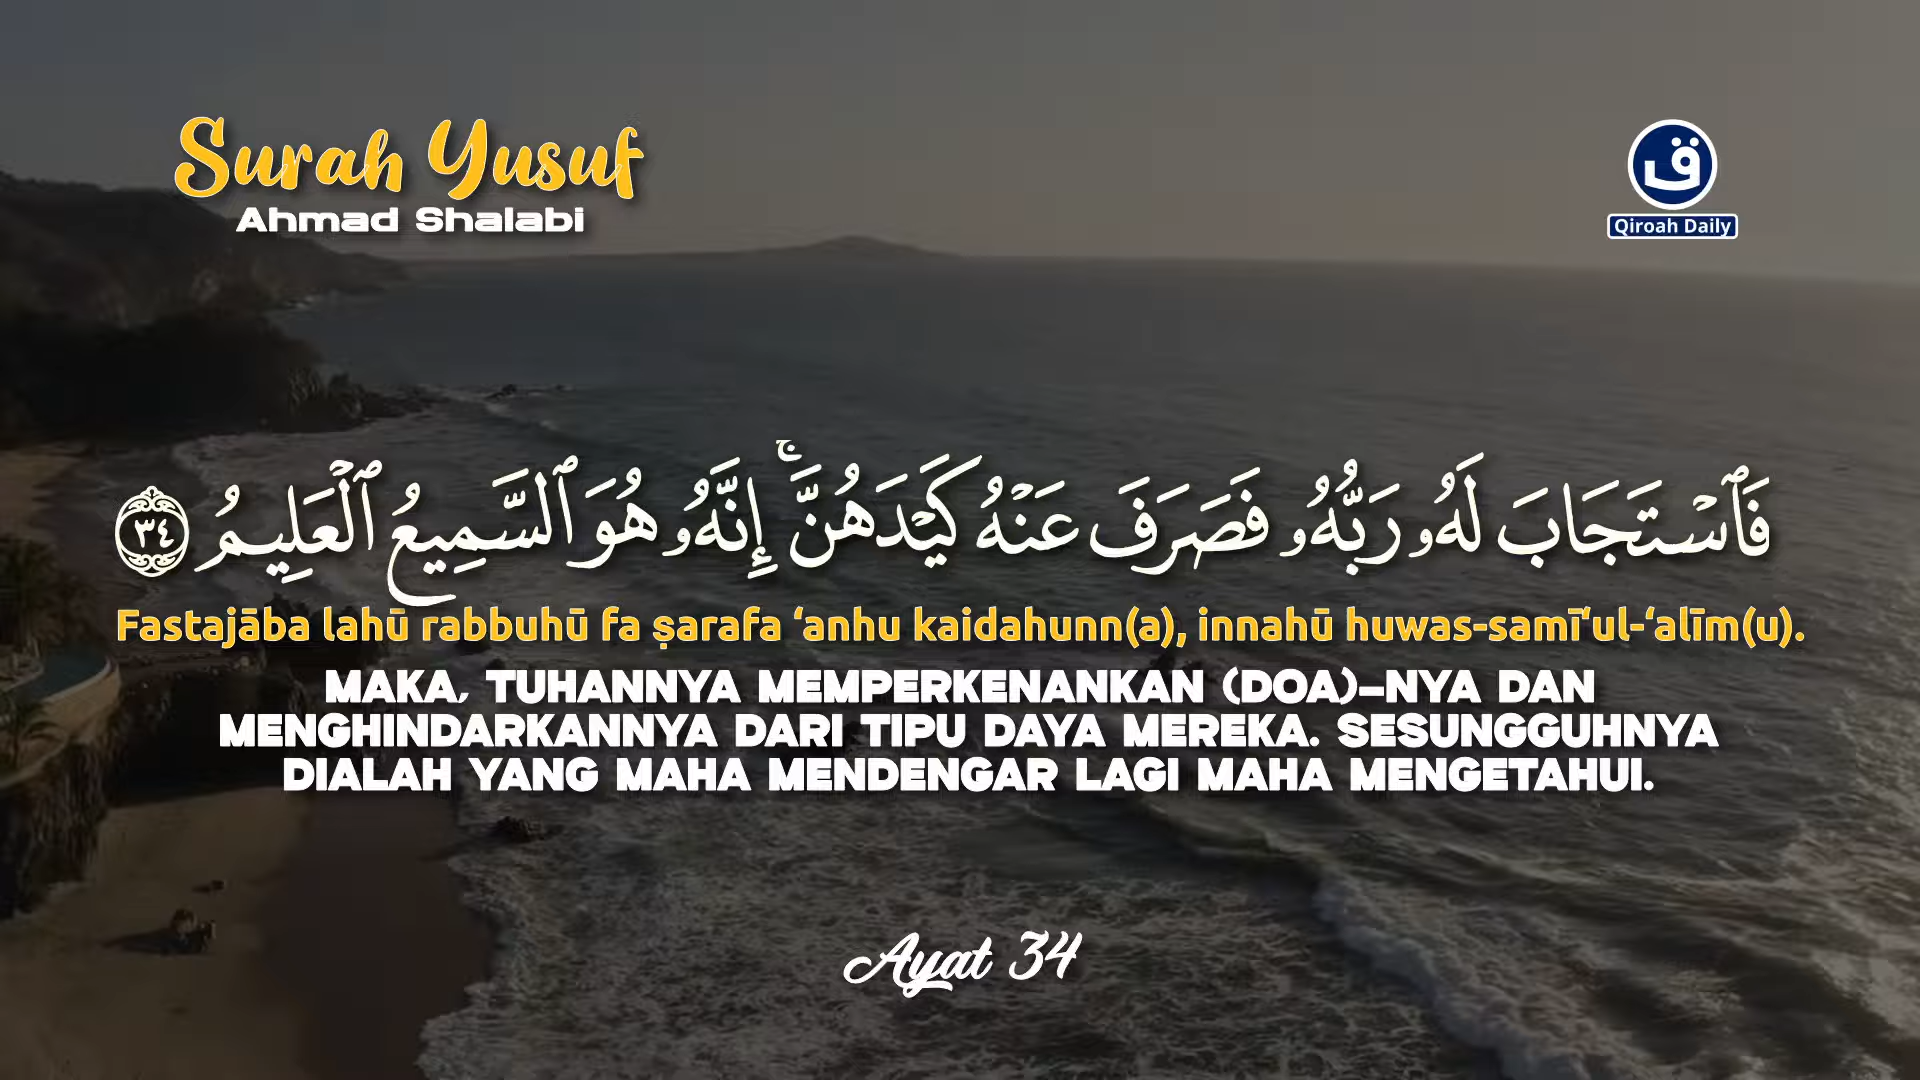 Surah Yusuf
Ahmad Shalabi
ق
Qiroah Daily
فَٱسْتَجَابَ لَهُۥ رَبُّهُۥ فَصَرَفَ عَنْهُ كَيْدَهُنَّ ۚ إِنَّهُۥ هُوَ ٱلسَّمِيعُ ٱلْعَلِيمُ ٣٤
Fastajāba lahū rabbuhū fa ṣarafa ‘anhu kaidahunn(a), innahū huwas-samī‘ul-‘alīm(u).
MAKA, TUHANNYA MEMPERKENANKAN (DOA)-NYA DAN
MENGHINDARKANNYA DARI TIPU DAYA MEREKA. SESUNGGUHNYA
DIALAH YANG MAHA MENDENGAR LAGI MAHA MENGETAHUI.
Ayat 34